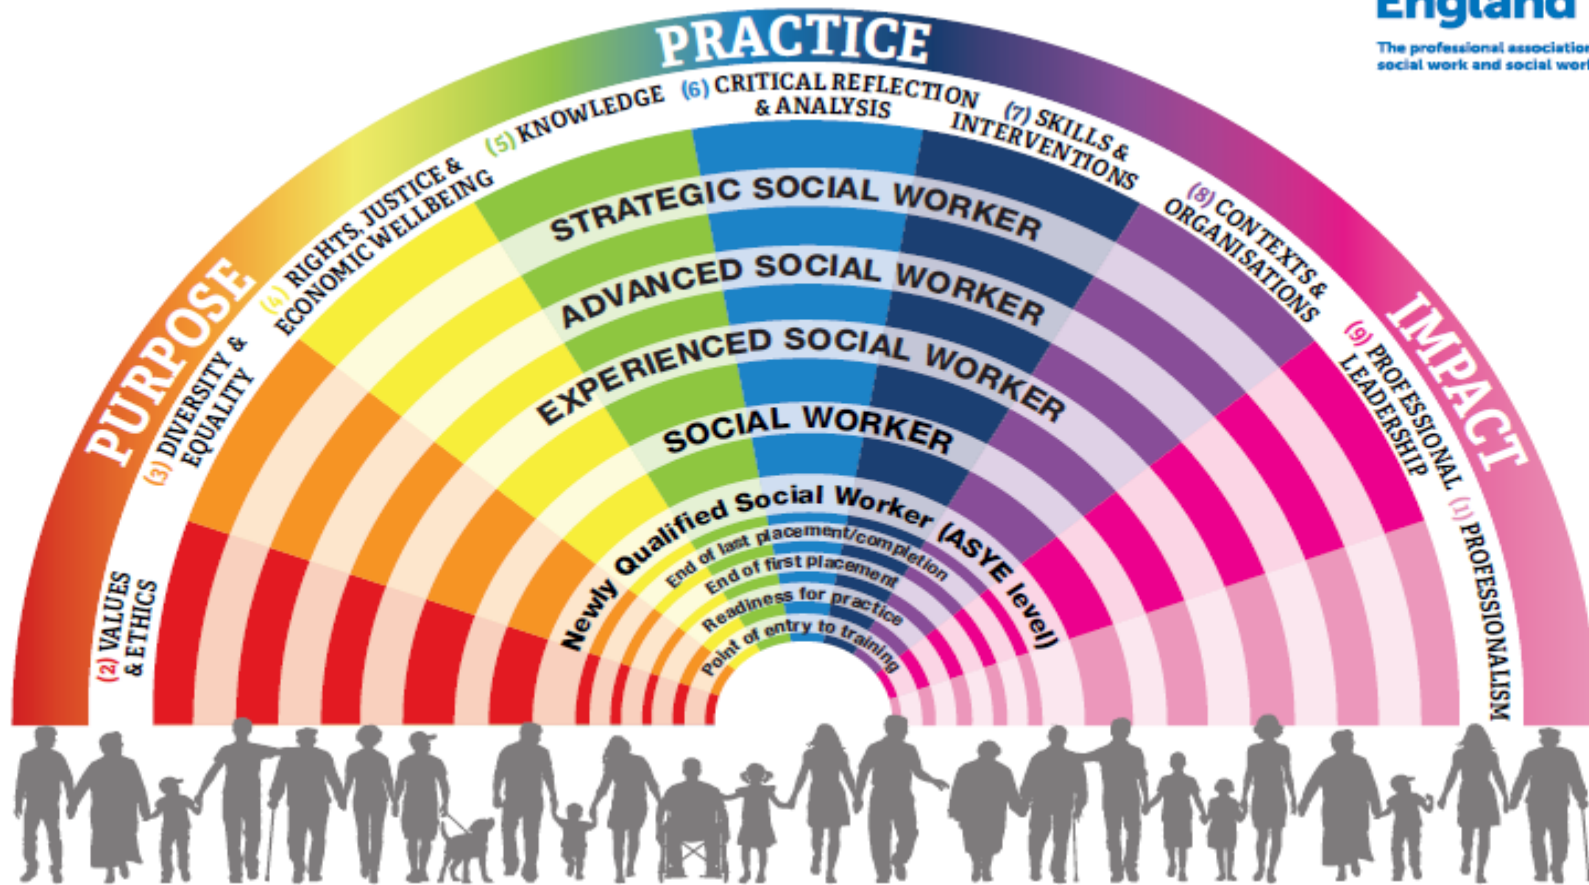 England
The professional association
social work and social wor
PURPOSE
PRACTICE
IMPACT
(2) VALUES
& ETHICS
(3) DIVERSITY &
EQUALITY
(4) RIGHTS, JUSTICE &
ECONOMIC WELLBEING
(5) KNOWLEDGE
(6) CRITICAL REFLECTION
& ANALYSIS
(7) SKILLS &
INTERVENTIONS
(8) CONTEXTS &
ORGANISATIONS
(9) PROFESSIONAL
LEADERSHIP
(1) PROFESSIONALISM
STRATEGIC SOCIAL WORKER
ADVANCED SOCIAL WORKER
EXPERIENCED SOCIAL WORKER
SOCIAL WORKER
Newly Qualified Social Worker (ASYE level)
End of last placement/completion
End of first placement
Readiness for practice
Point of entry to training